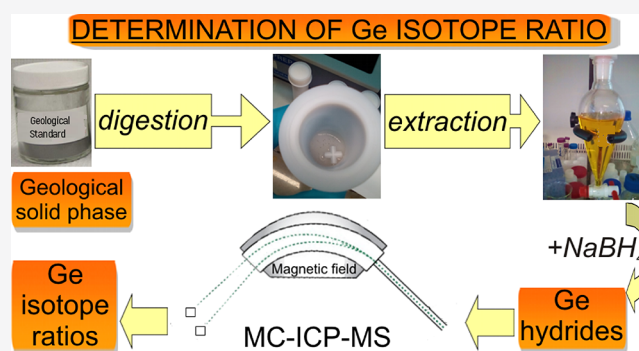 DETERMINATION OF Ge ISOTOPE RATIO
Geological
Standard
digestion
extraction
Geological
solid phase
+NaBH
Magnetic field
Ge
isotope
ratios
MC-ICP-MS
Ge
hydrides